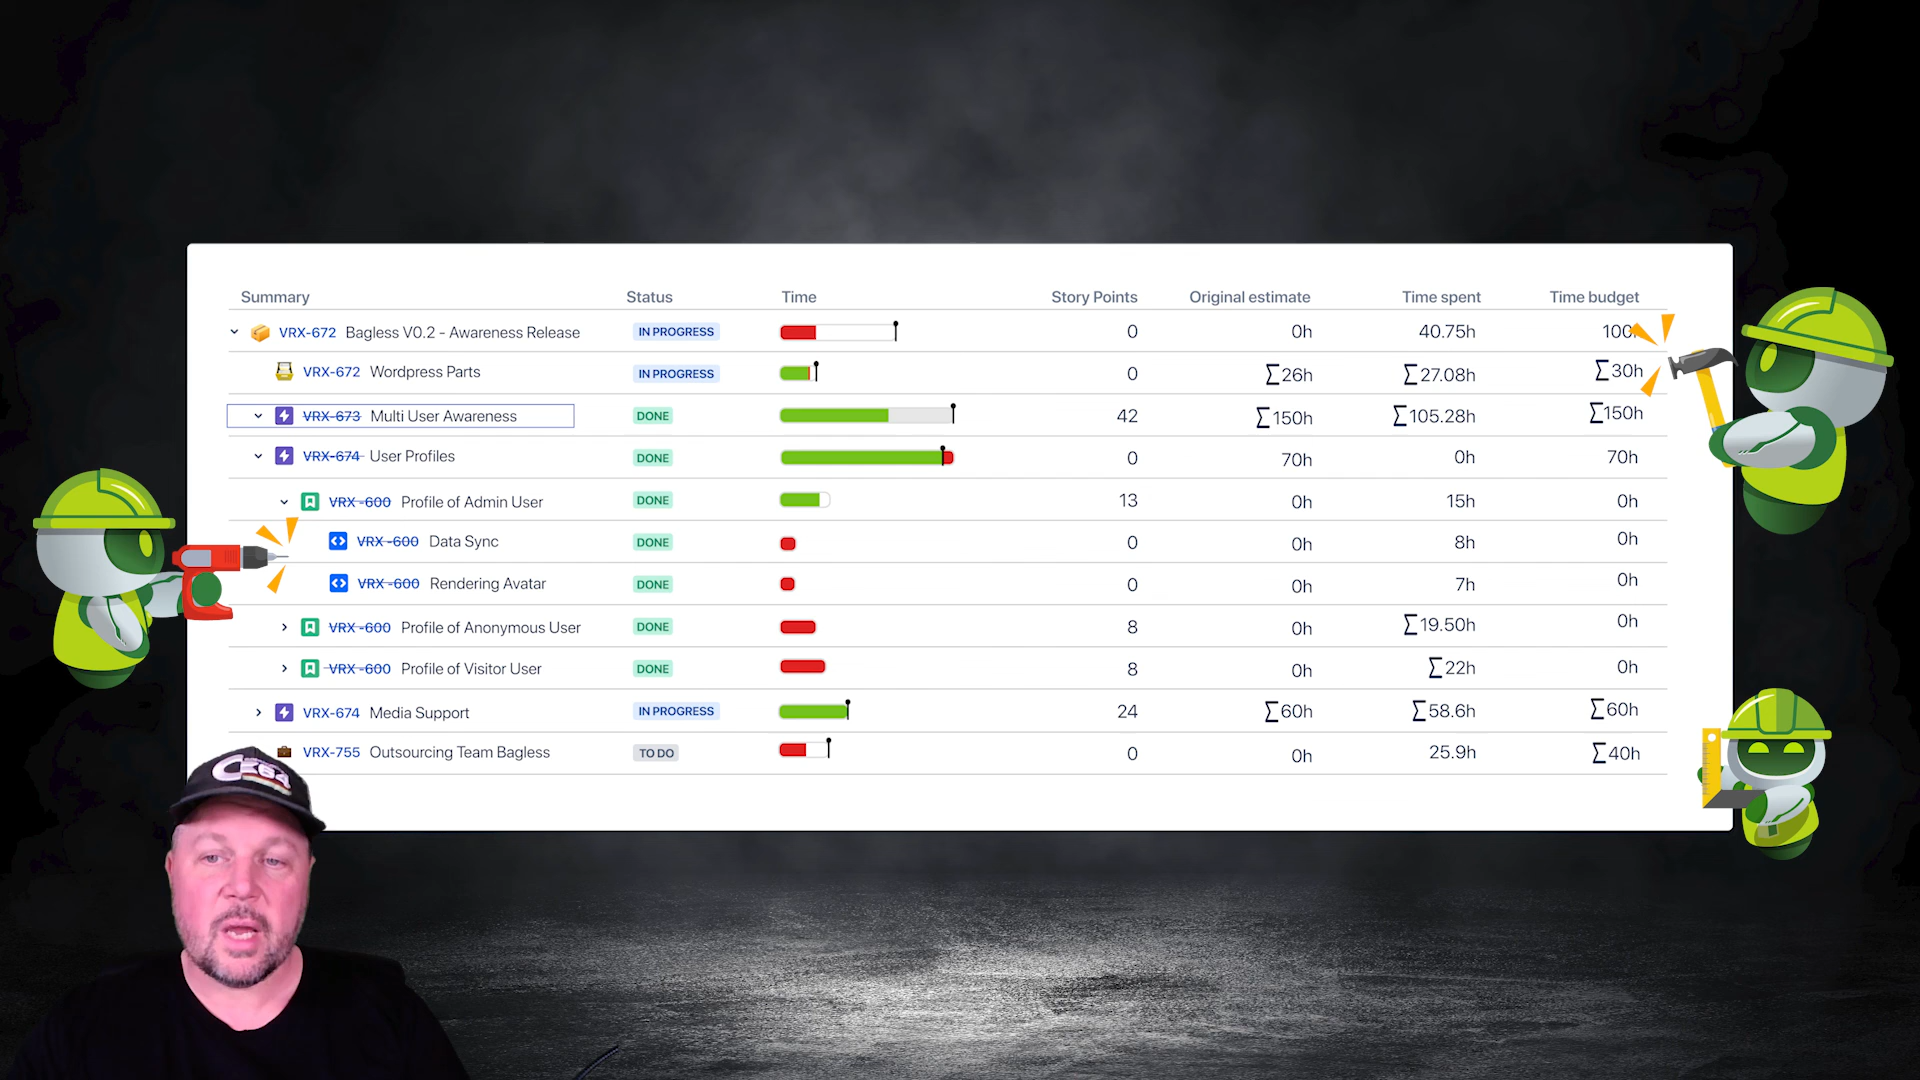 Summary Status Time Story Points Original estimate Time spent Time budget
VRX-672 Bagless V0.2 - Awareness Release IN PROGRESS 0 0h 40.75h
VRX-672 Wordpress Parts IN PROGRESS 0 ∑26h ∑27.08h ∑30h
VRX-673 Multi User Awareness DONE 42 ∑150h ∑105.28h ∑150h
VRX-674 User Profiles DONE 0 70h 0h 70h
VRX-600 Profile of Admin User DONE 13 0h 15h 0h
VRX-600 Data Sync DONE 0 0h 8h 0h
VRX-600 Rendering Avatar DONE 0 0h 7h 0h
VRX-600 Profile of Anonymous User DONE 8 0h ∑19.50h 0h
VRX-600 Profile of Visitor User DONE 8 0h ∑22h 0h
VRX-674 Media Support IN PROGRESS 24 ∑60h ∑58.6h ∑60h
VRX-755 Outsourcing Team Bagless TO DO 0 0h 25.9h ∑40h